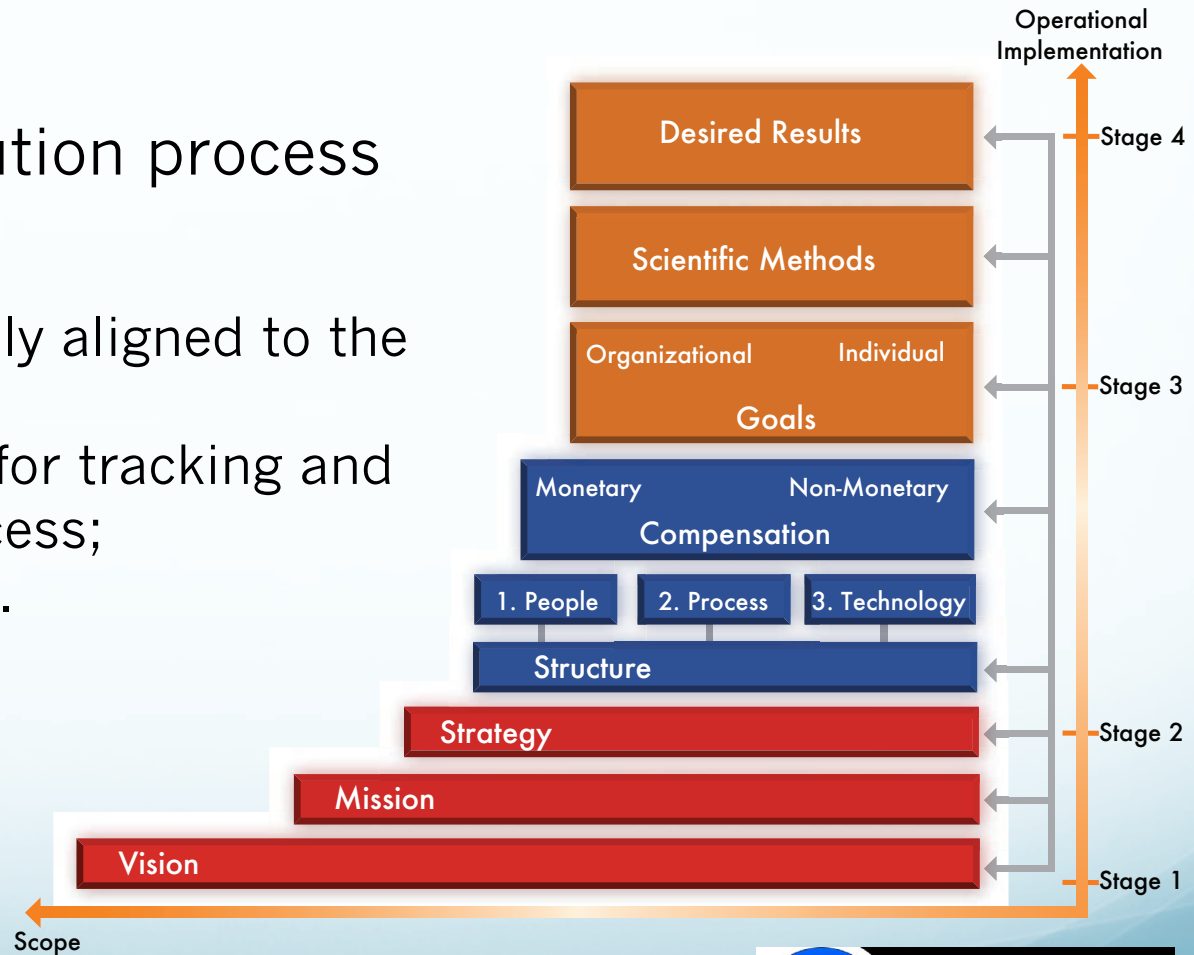 ution process
ly aligned to the
for tracking and
cess;
.
Operational
Implementation
Desired Results
Stage 4
Scientific Methods
Organizational Individual
Goals
Stage 3
Monetary Non-Monetary
Compensation
1. People 2. Process 3. Technology
Structure
Strategy
Stage 2
Mission
Vision
Stage 1
Scope